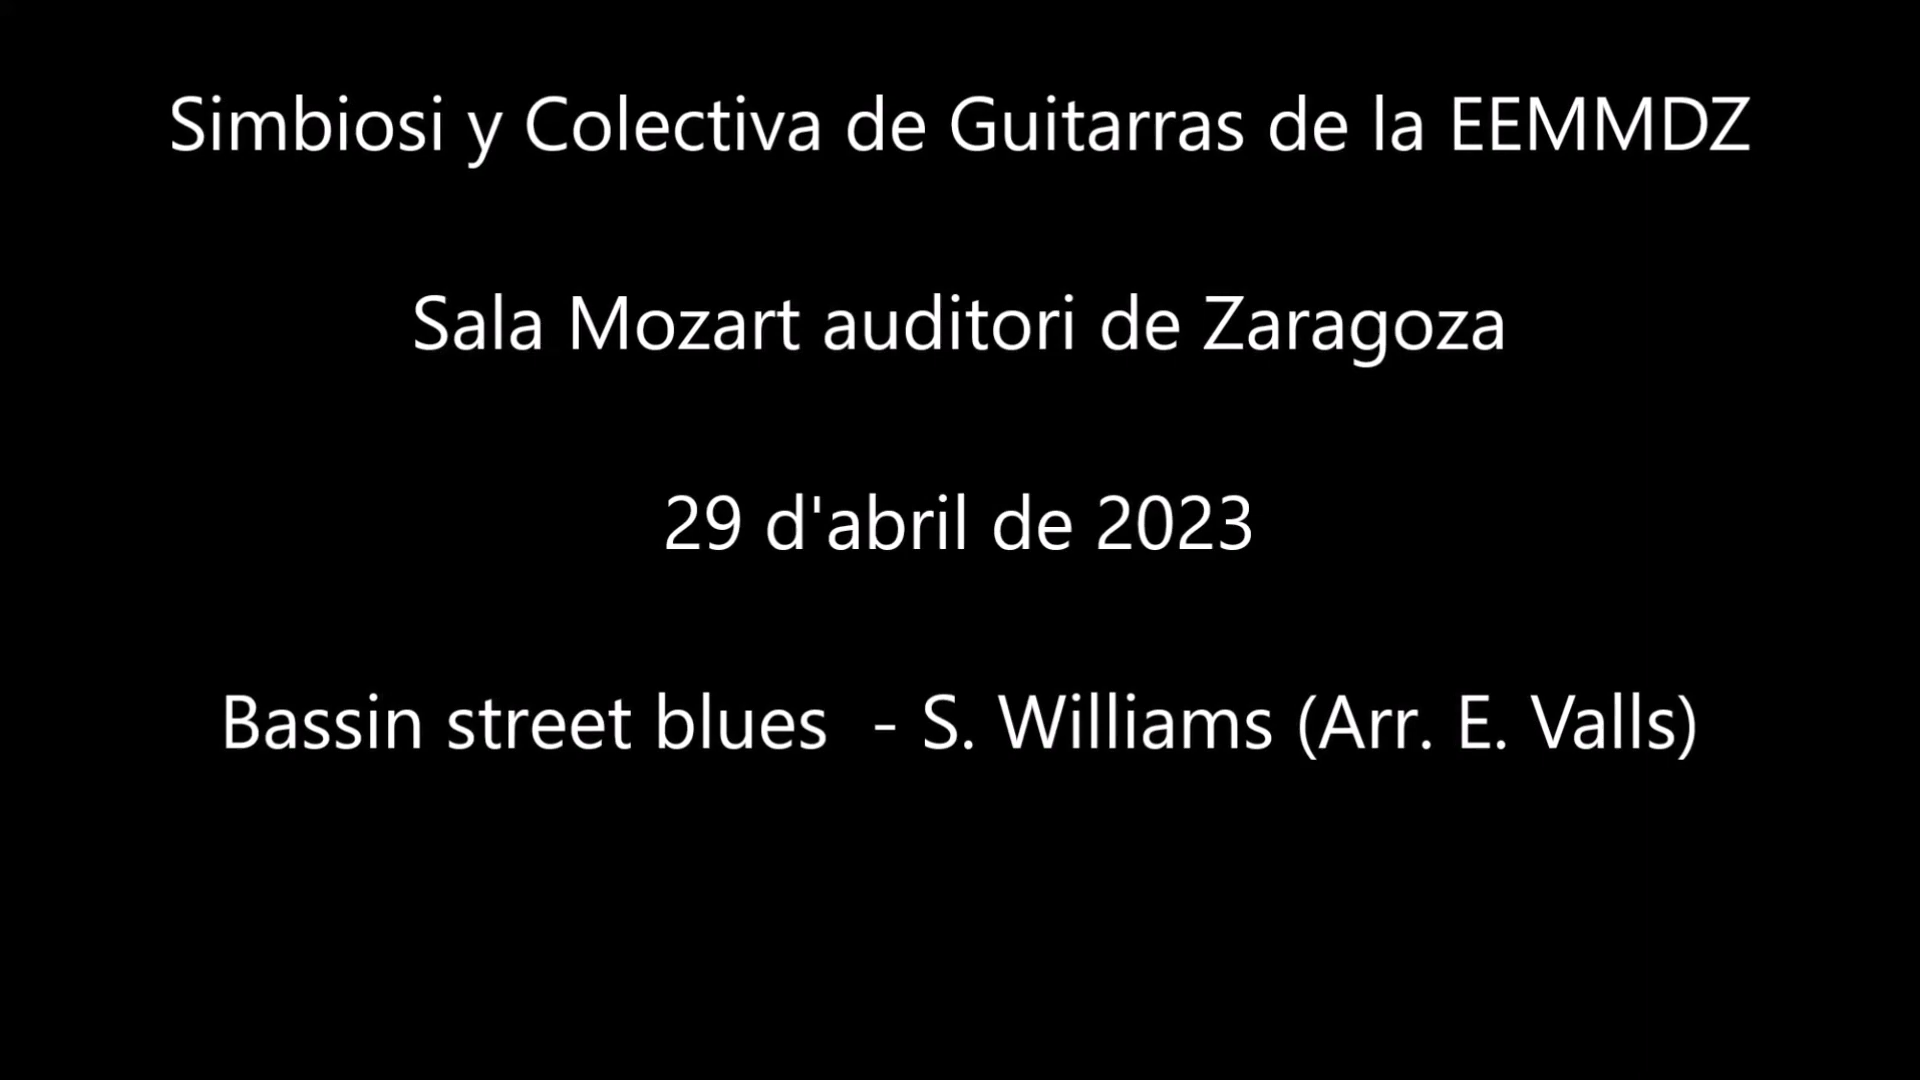 Simbiosi y Colectiva de Guitarras de la EEMMDZ
Sala Mozart auditori de Zaragoza
29 d'abril de 2023
Bassin street blues  - S. Williams (Arr. E. Valls)